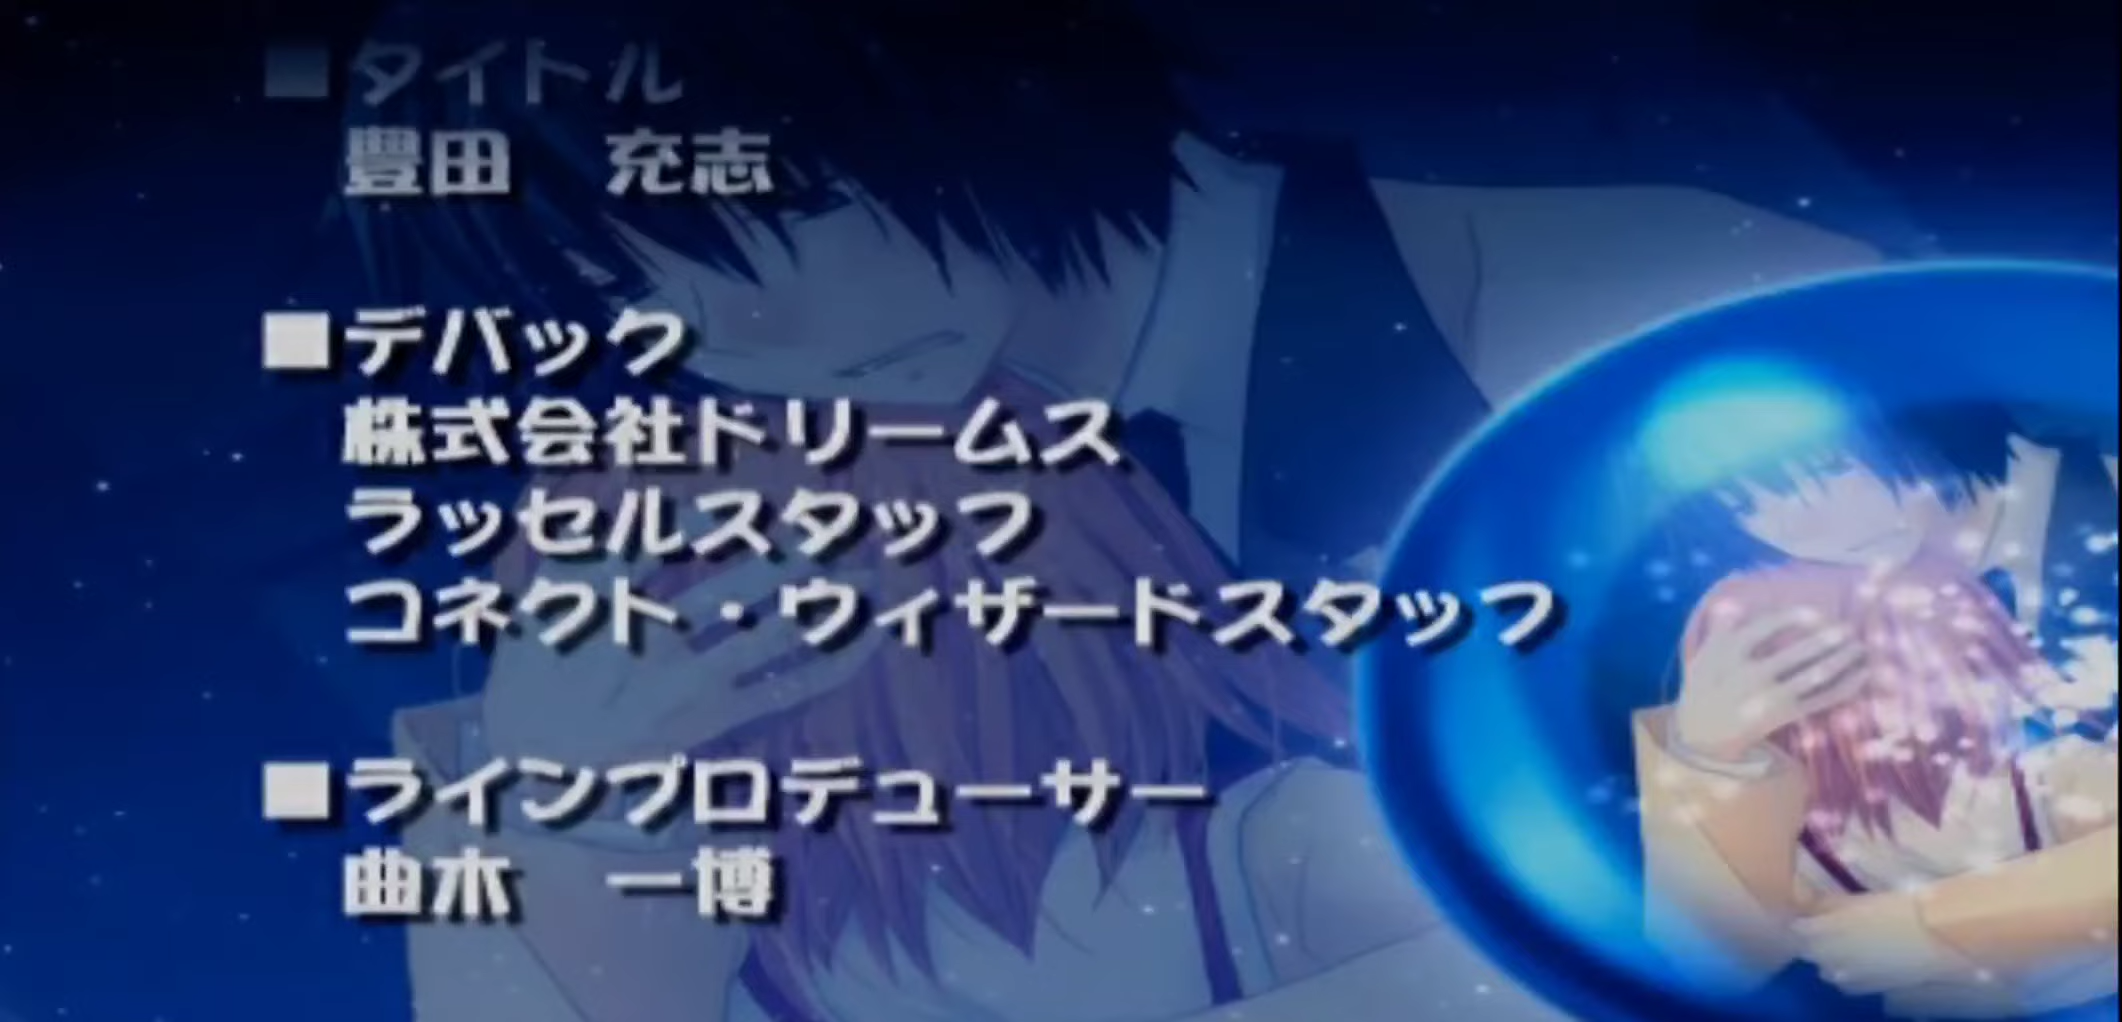 ■タイトル
豊田　充志
■デバック
株式会社ドリームス
ラッセルスタッフ
コネクト・ウィザードスタッフ
■ラインプロデューサー
曲木　一博